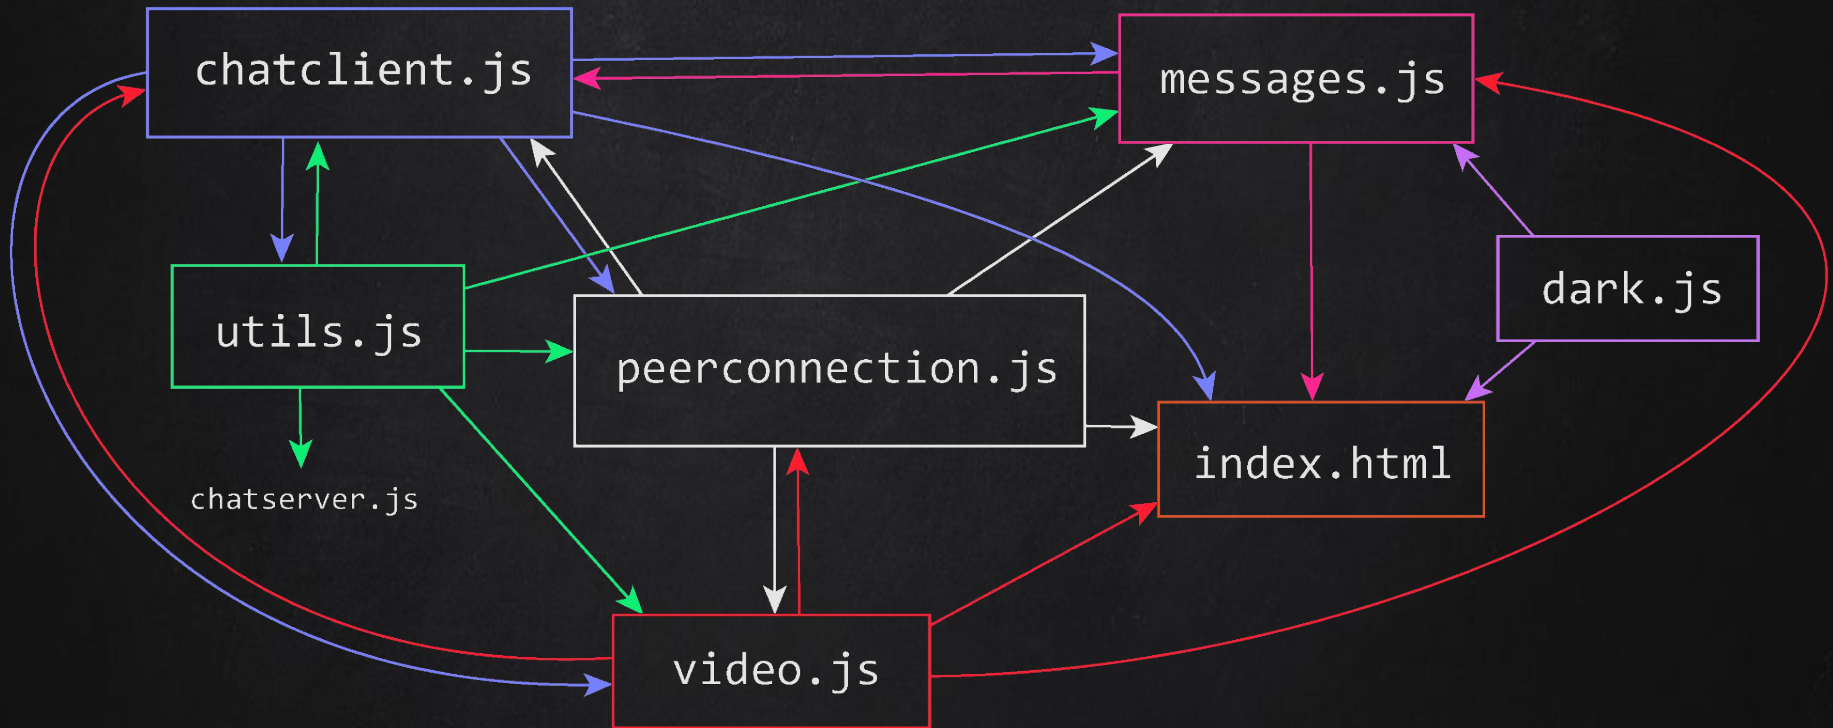 chatclient.js
messages.js
dark.js
utils.js
peerconnection.js
index.html
chatserver.js
video.js